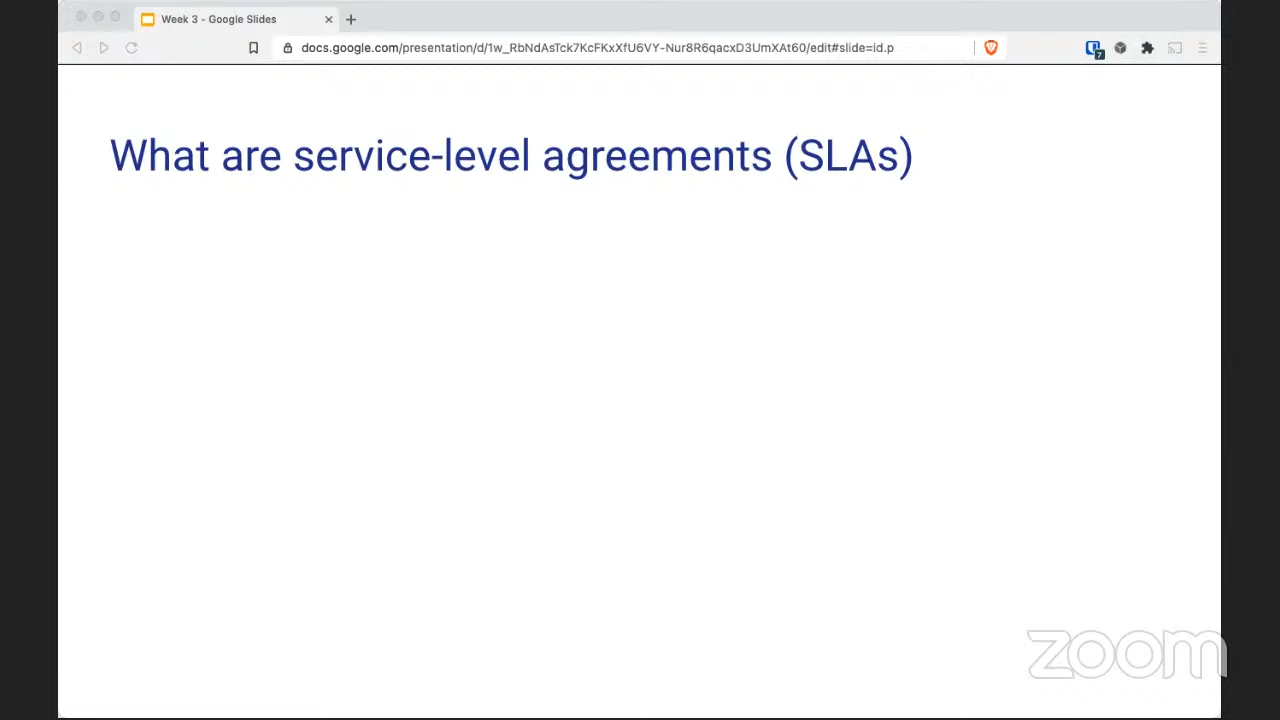 Week 3 - Google Slides
docs.google.com/presentation/d/1w_RbNdAsTck7KcFKxXfU6VY-Nur8R6qacxD3UmXAt60/edit#slide=id.p
7
What are service-level agreements (SLAs)
zoom